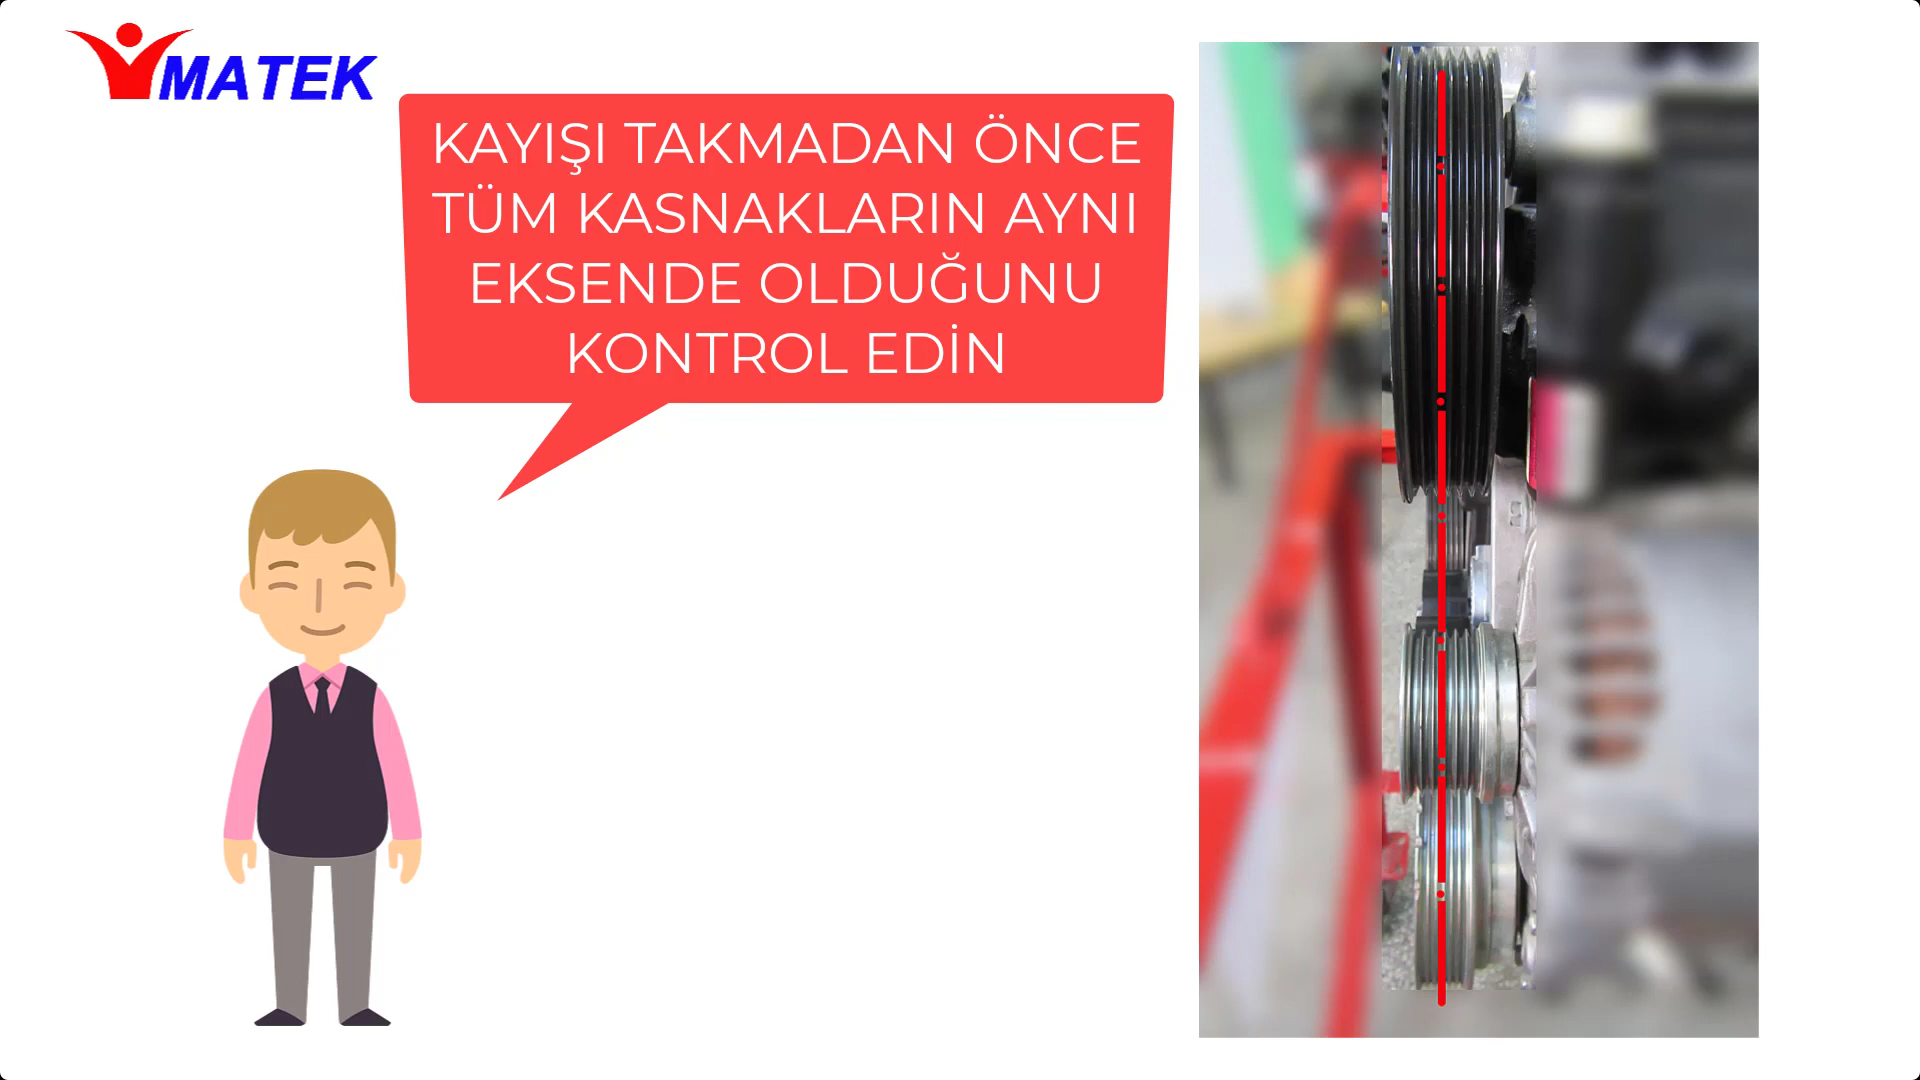 MATEK
KAYIŞI TAKMADAN ÖNCE
TÜM KASNAKLARIN AYNI
EKSENDE OLDUĞUNU
KONTROL EDİN